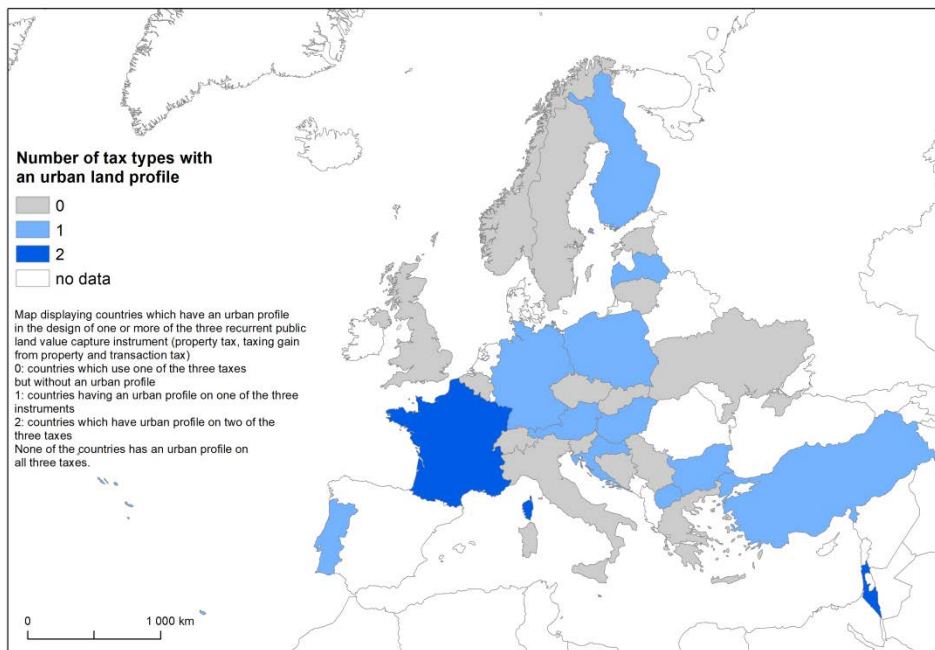 Number of tax types with
an urban land profile
0
1
2
no data
Map displaying countries which have an urban profile
in the design of one or more of the three recurrent public
land value capture instrument (property tax, taxing gain
from property and transaction tax)
0: countries which use one of the three taxes
but without an urban profile
1: countries having an urban profile on one of the three
instruments
2: countries which have urban profile on two of the
three taxes
None of the countries has an urban profile on
all three taxes.
0 1 000 km